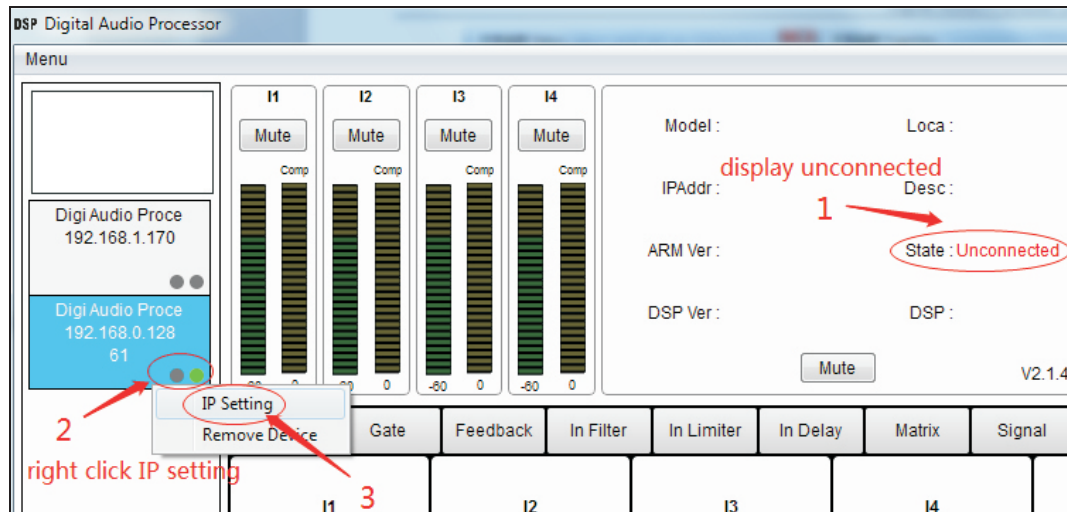 DSP Digital Audio Processor
Menu
I1 I2 I3 I4
Mute Mute Mute Mute
Comp Comp Comp Comp
-60 0 -60 0
Model : Loca :
display unconnected
IPAddr : Desc :
1
ARM Ver : State : Unconnected
DSP Ver : DSP :
Mute
V2.1.4
Digi Audio Proce
192.168.1.170
Digi Audio Proce
192.168.0.128
61
2
IP Setting
Remove Device
right click IP setting
3
Gate Feedback In Filter In Limiter In Delay Matrix Signal
I1 I2 I3 I4